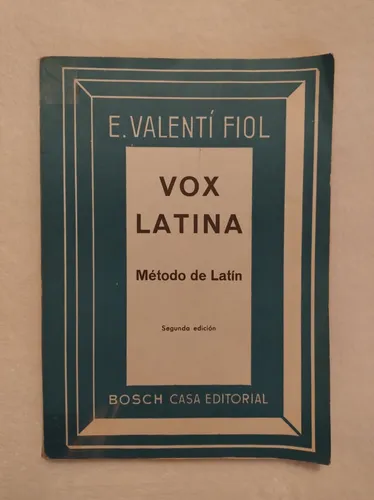 E. VALENTÍ FIOL
VOX
LATINA
Método de Latín
Segunda edición
BOSCH CASA EDITORIAL